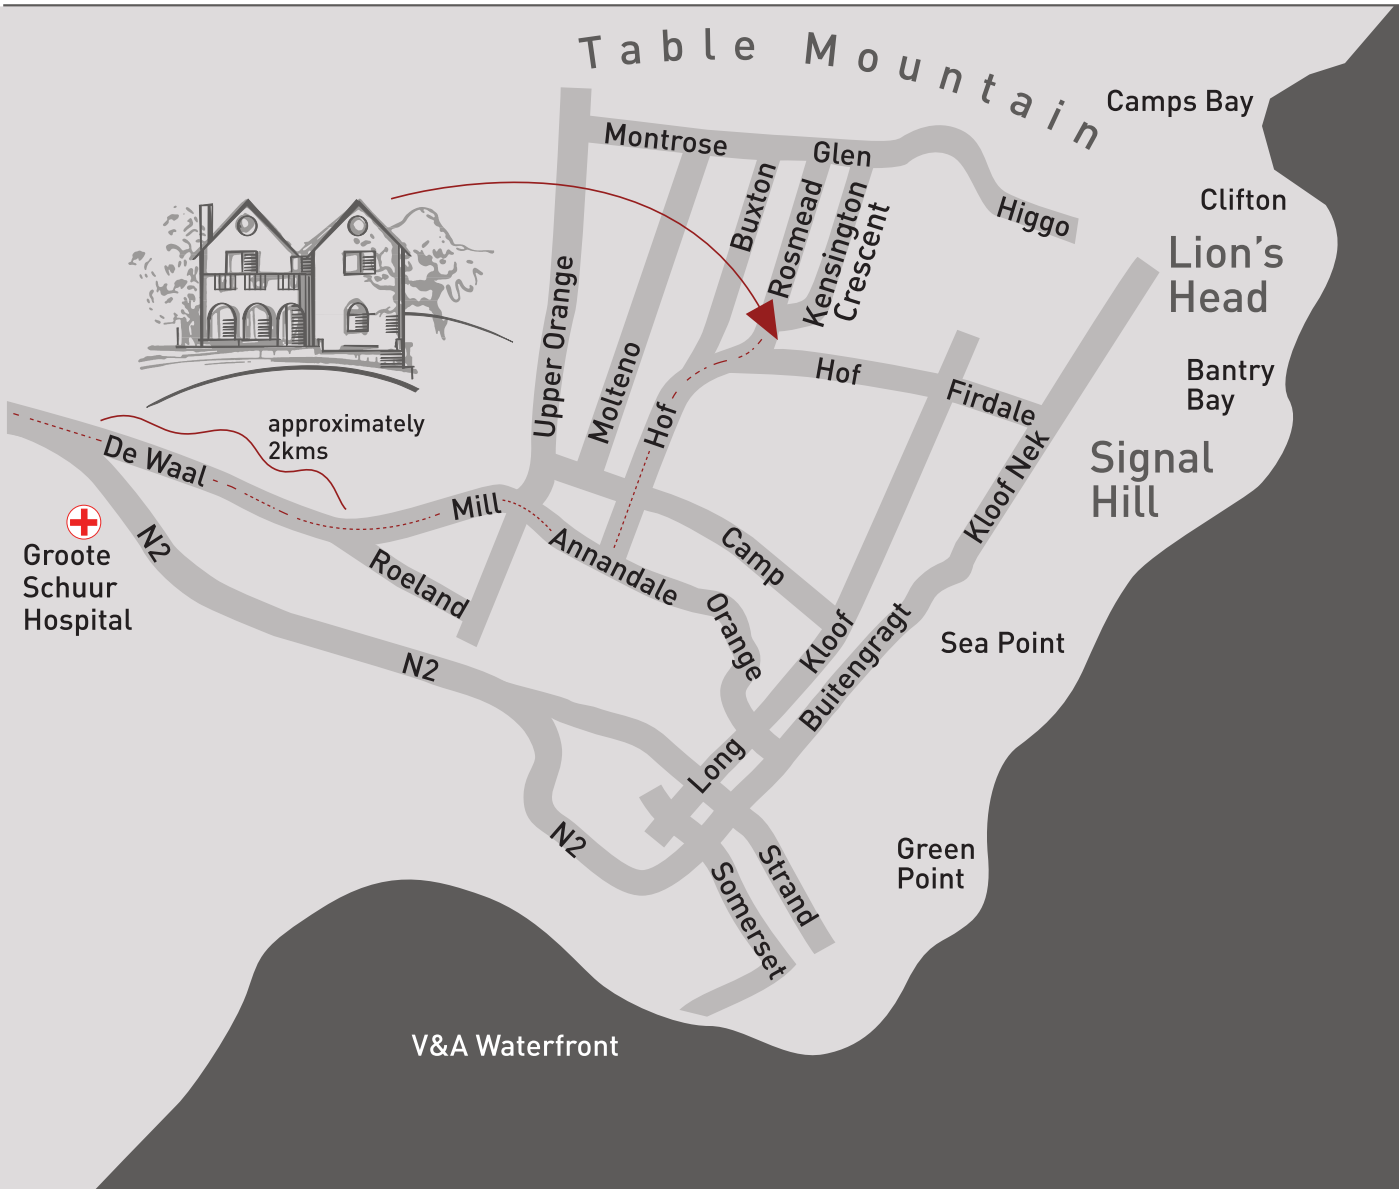 Table Mountain
Camps Bay
Montrose
Glen
Buxton
Rosmead
Kensington
Crescent
Higgo
Clifton
Lion's
Head
Upper Orange
Molteno
Hof
Hof
Firdale
Bantry
Bay
approximately
2kms
De Waal
Mill
Kloof Nek
Signal
Hill
N2
Groote
Schuur
Hospital
Roeland
Annandale
Camp
Orange
Kloof
Buitengragt
Sea Point
N2
Long
N2
Strand
Somerset
Green
Point
V&A Waterfront